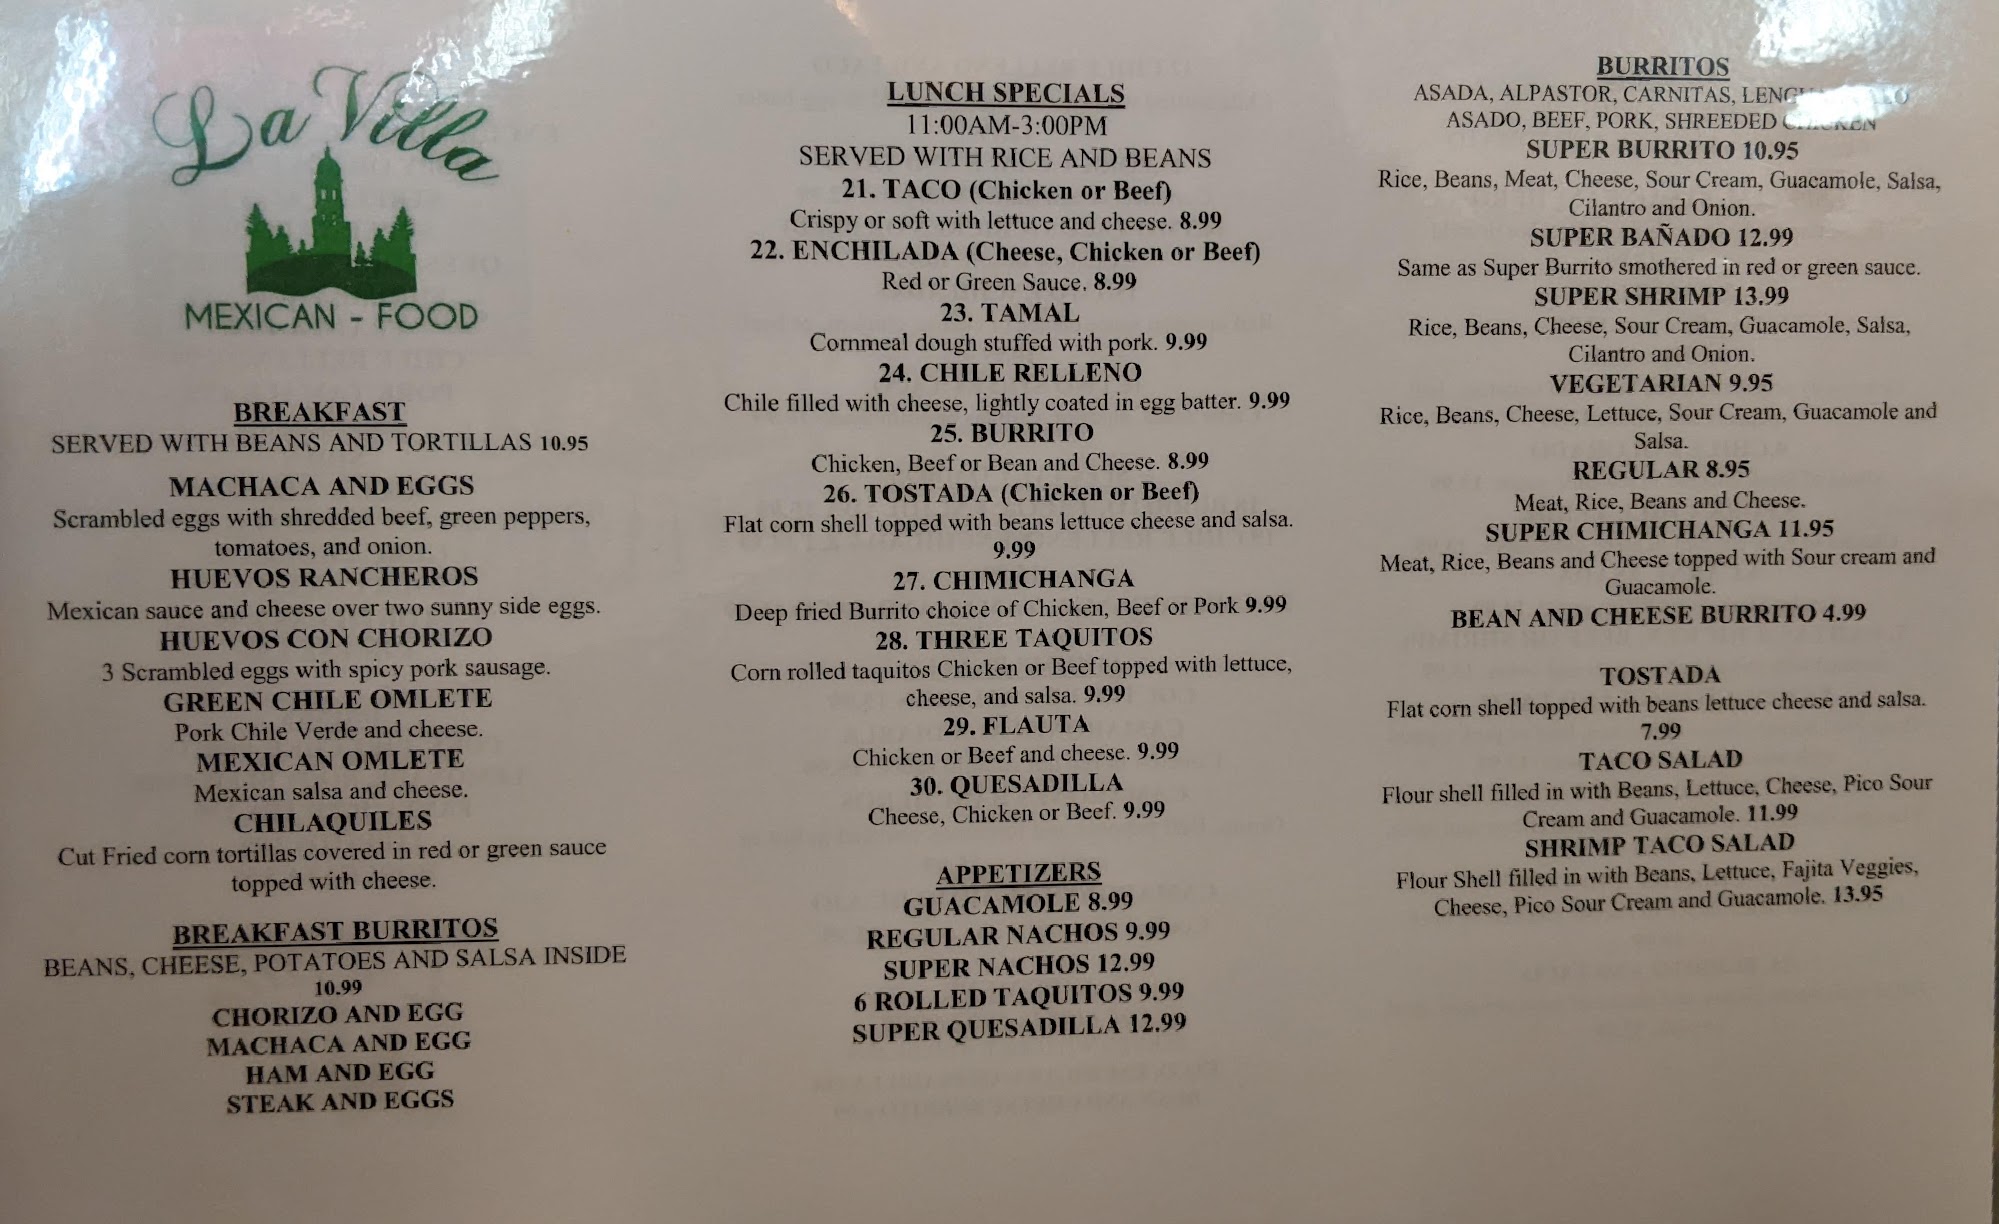 La Villa
MEXICAN - FOOD
BREAKFAST
SERVED WITH BEANS AND TORTILLAS 10.95
MACHACA AND EGGS
Scrambled eggs with shredded beef, green peppers,
tomatoes, and onion.
HUEVOS RANCHEROS
Mexican sauce and cheese over two sunny side eggs.
HUEVOS CON CHORIZO
3 Scrambled eggs with spicy pork sausage.
GREEN CHILE OMLETE
Pork Chile Verde and cheese.
MEXICAN OMLETE
Mexican salsa and cheese.
CHILAQUILES
Cut Fried corn tortillas covered in red or green sauce
topped with cheese.
BREAKFAST BURRITOS
BEANS, CHEESE, POTATOES AND SALSA INSIDE
10.99
CHORIZO AND EGG
MACHACA AND EGG
HAM AND EGG
STEAK AND EGGS
LUNCH SPECIALS
11:00AM-3:00PM
SERVED WITH RICE AND BEANS
21. TACO (Chicken or Beef)
Crispy or soft with lettuce and cheese. 8.99
22. ENCHILADA (Cheese, Chicken or Beef)
Red or Green Sauce. 8.99
23. TAMAL
Cornmeal dough stuffed with pork. 9.99
24. CHILE RELLENO
Chile filled with cheese, lightly coated in egg batter. 9.99
25. BURRITO
Chicken, Beef or Bean and Cheese. 8.99
26. TOSTADA (Chicken or Beef)
Flat corn shell topped with beans lettuce cheese and salsa.
9.99
27. CHIMICHANGA
Deep fried Burrito choice of Chicken, Beef or Pork 9.99
28. THREE TAQUITOS
Corn rolled taquitos Chicken or Beef topped with lettuce,
cheese, and salsa. 9.99
29. FLAUTA
Chicken or Beef and cheese. 9.99
30. QUESADILLA
Cheese, Chicken or Beef. 9.99
APPETIZERS
GUACAMOLE 8.99
REGULAR NACHOS 9.99
SUPER NACHOS 12.99
6 ROLLED TAQUITOS 9.99
SUPER QUESADILLA 12.99
BURRITOS
ASADA, ALPASTOR, CARNITAS,
ASADO, BEEF, PORK, SHREEDED CHICKEN
SUPER BURRITO 10.95
Rice, Beans, Meat, Cheese, Sour Cream, Guacamole, Salsa,
Cilantro and Onion.
SUPER BAÑADO 12.99
Same as Super Burrito smothered in red or green sauce.
SUPER SHRIMP 13.99
Rice, Beans, Cheese, Sour Cream, Guacamole, Salsa,
Cilantro and Onion.
VEGETARIAN 9.95
Rice, Beans, Cheese, Lettuce, Sour Cream, Guacamole and
Salsa.
REGULAR 8.95
Meat, Rice, Beans and Cheese.
SUPER CHIMICHANGA 11.95
Meat, Rice, Beans and Cheese topped with Sour cream and
Guacamole.
BEAN AND CHEESE BURRITO 4.99
TOSTADA
Flat corn shell topped with beans lettuce cheese and salsa.
7.99
TACO SALAD
Flour shell filled in with Beans, Lettuce, Cheese, Pico Sour
Cream and Guacamole. 11.99
SHRIMP TACO SALAD
Flour Shell filled in with Beans, Lettuce, Fajita Veggies,
Cheese, Pico Sour Cream and Guacamole. 13.95